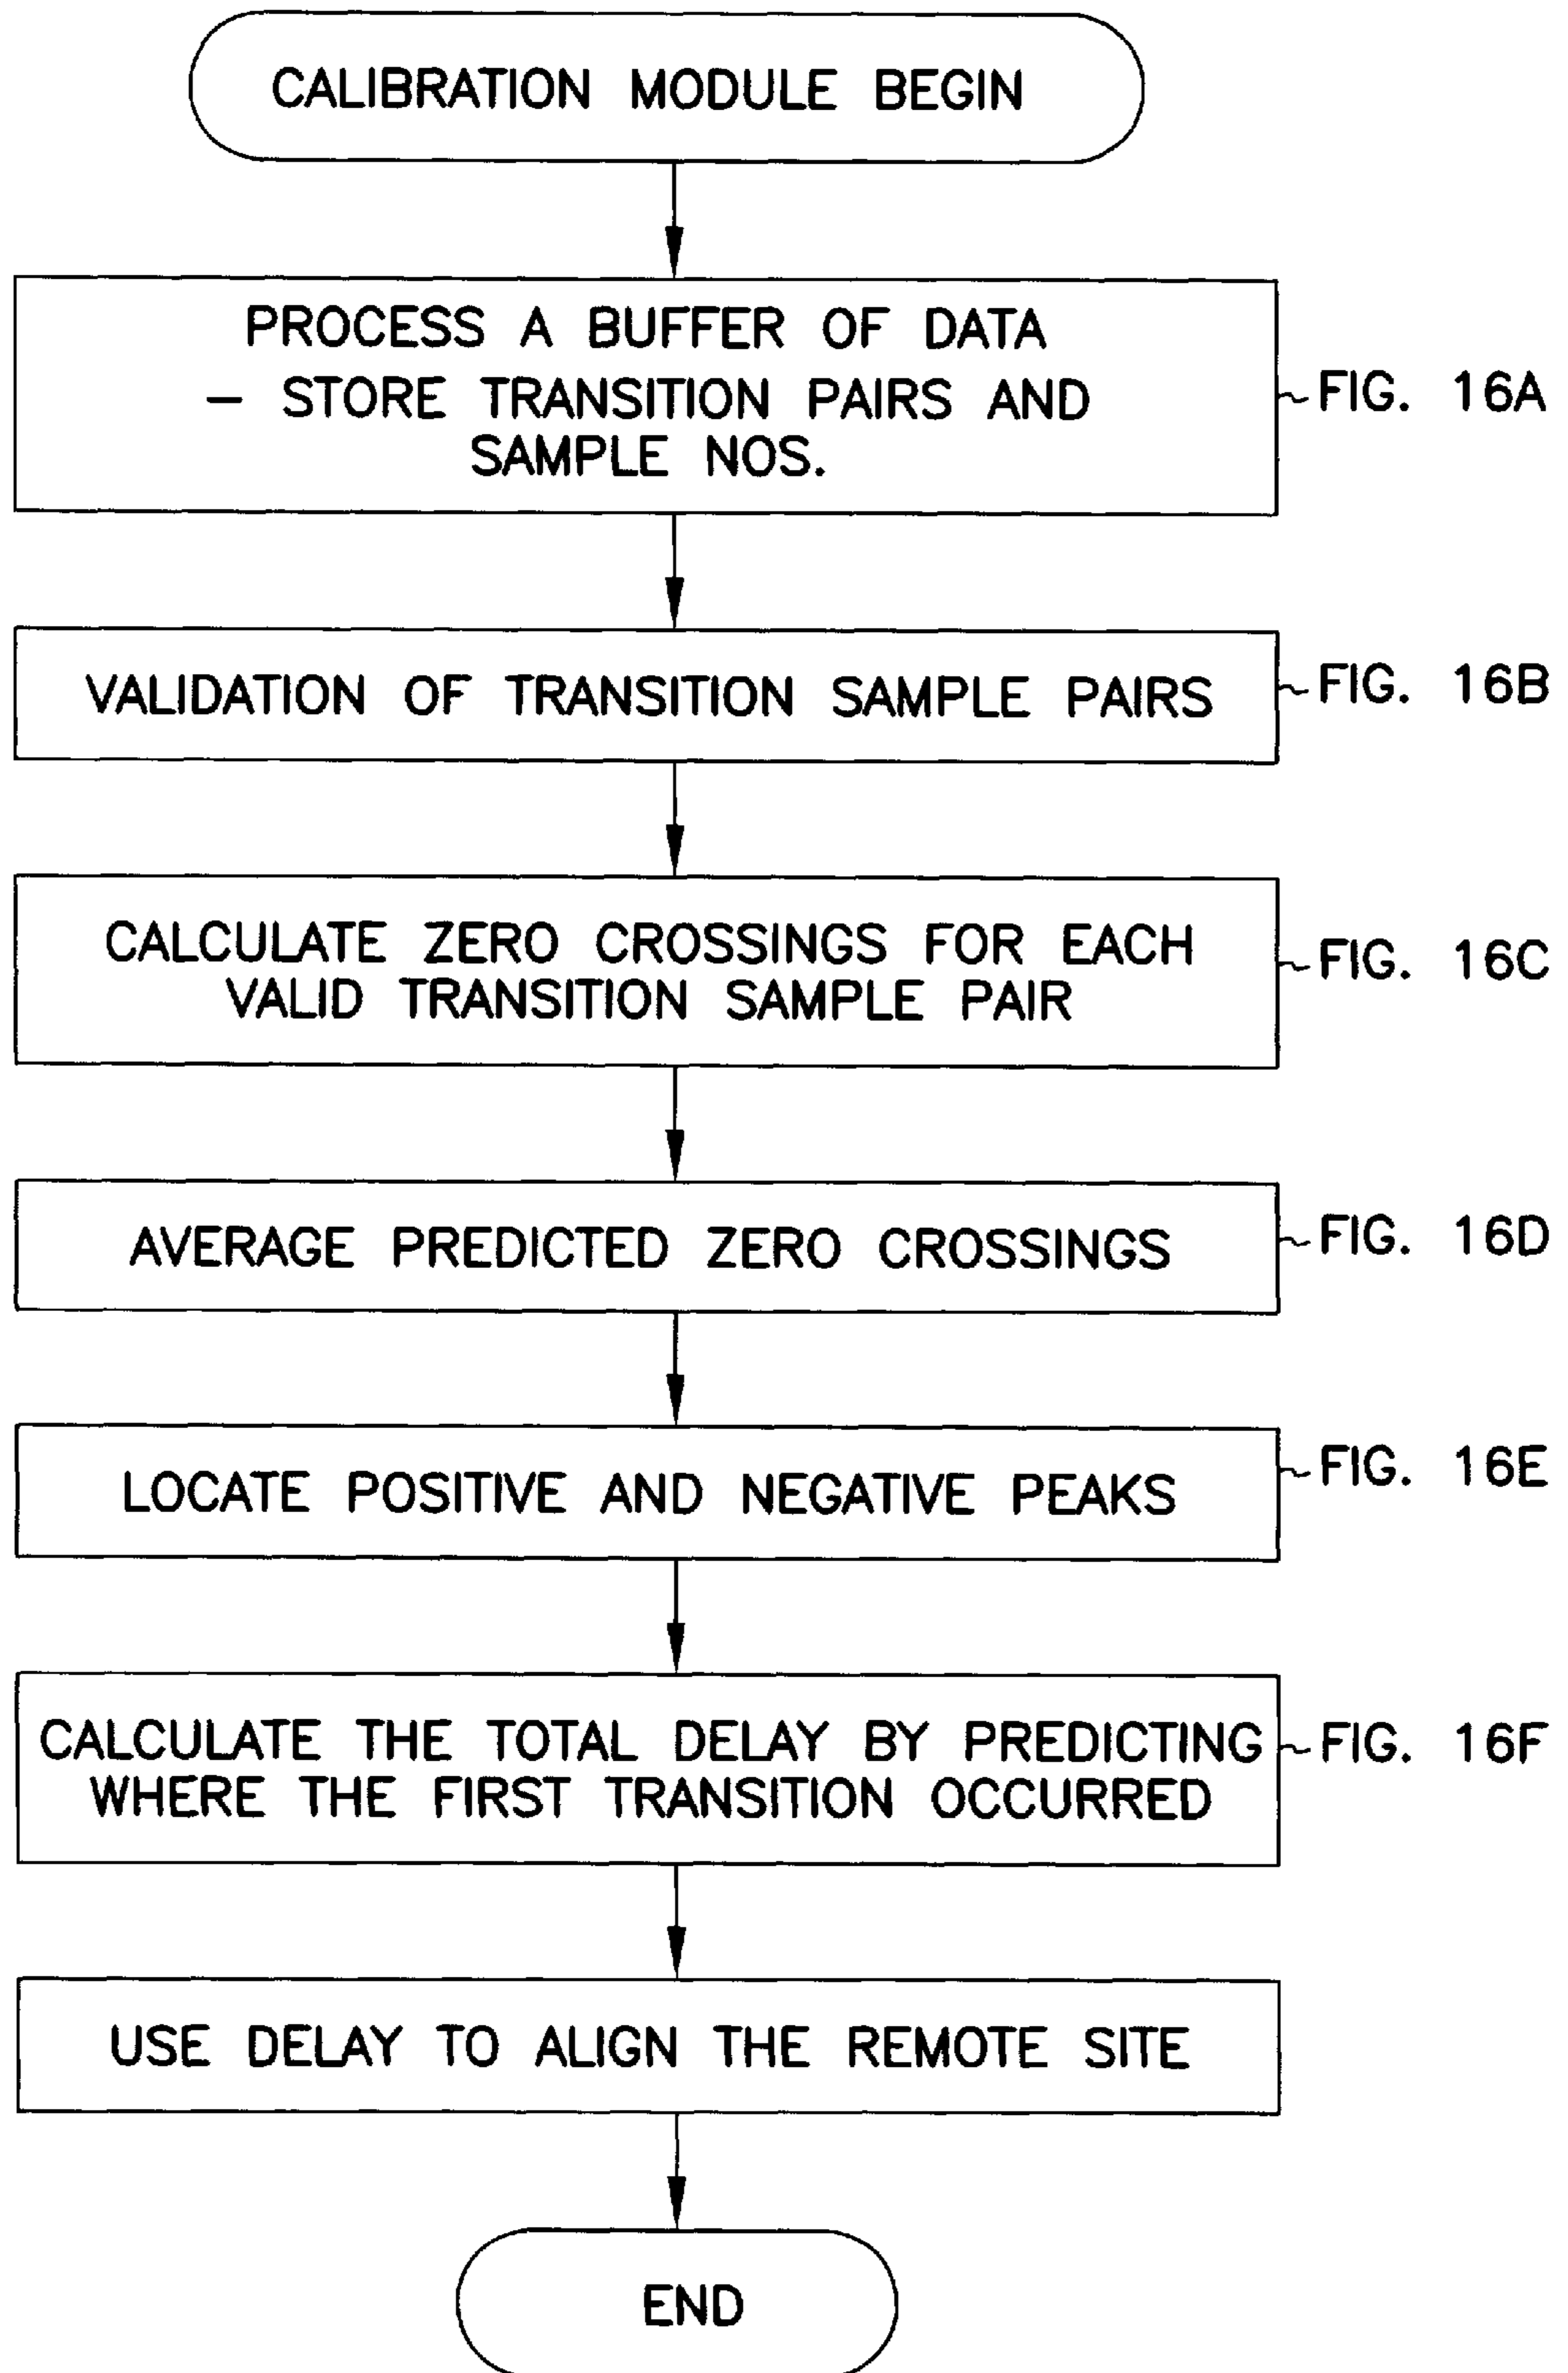 CALIBRATION MODULE BEGIN
PROCESS A BUFFER OF DATA
– STORE TRANSITION PAIRS AND
SAMPLE NOS.
FIG. 16A
VALIDATION OF TRANSITION SAMPLE PAIRS
FIG. 16B
CALCULATE ZERO CROSSINGS FOR EACH
VALID TRANSITION SAMPLE PAIR
FIG. 16C
AVERAGE PREDICTED ZERO CROSSINGS
FIG. 16D
LOCATE POSITIVE AND NEGATIVE PEAKS
FIG. 16E
CALCULATE THE TOTAL DELAY BY PREDICTING
WHERE THE FIRST TRANSITION OCCURRED
FIG. 16F
USE DELAY TO ALIGN THE REMOTE SITE
END